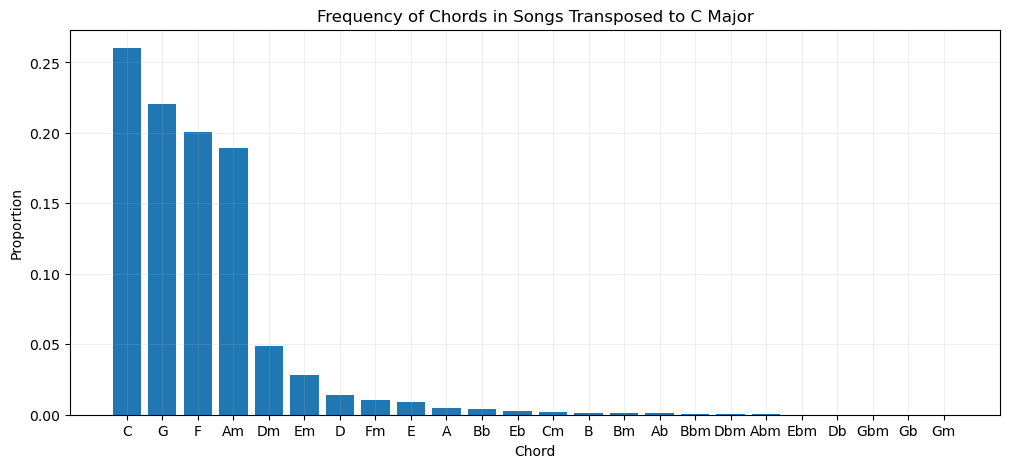 Frequency of Chords in Songs Transposed to C Major
Proportion
0.25
0.20
0.15
0.10
0.05
0.00
C G F Am Dm Em D Fm E A Bb Eb Cm B Bm Ab Bbm Dbm Abm Ebm Db Gbm Gb Gm
Chord